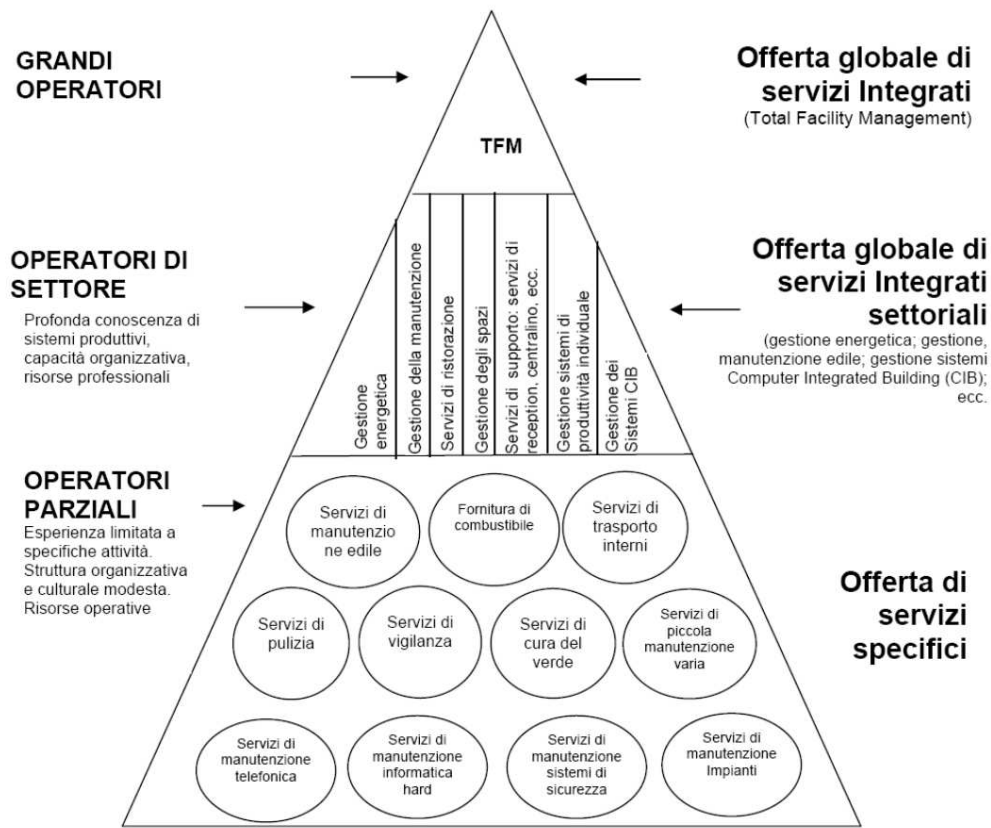 GRANDI
OPERATORI
Offerta globale di
servizi Integrati
(Total Facility Management)
TFM
OPERATORI DI
SETTORE
Profonda conoscenza di
sistemi produttivi,
capacità organizzativa,
risorse professionali
Gestione
energetica
Gestione della manutenzione
Servizi di ristorazione
Gestione degli spazi
Servizi di supporto: servizi di
reception, centralino, ecc.
Gestione sistemi di
produttività individuale
Gestione dei
Sistemi CIB
Offerta globale di
servizi Integrati
settoriali
(gestione energetica; gestione,
manutenzione edile; gestione sistemi
Computer Integrated Building (CIB);
ecc.
OPERATORI
PARZIALI
Esperienza limitata a
specifiche attività.
Struttura organizzativa
e culturale modesta.
Risorse operative
Servizi di
manutenzio
ne edile
Fornitura di
combustibile
Servizi di
trasporto
interni
Servizi di
pulizia
Servizi di
vigilanza
Servizi di
cura del
verde
Servizi di
piccola
manutenzione
varia
Servizi di
manutenzione
telefonica
Servizi di
manutenzione
informatica
hard
Servizi di
manutenzione
sistemi di
sicurezza
Servizi di
manutenzione
Impianti
Offerta di
servizi
specifici